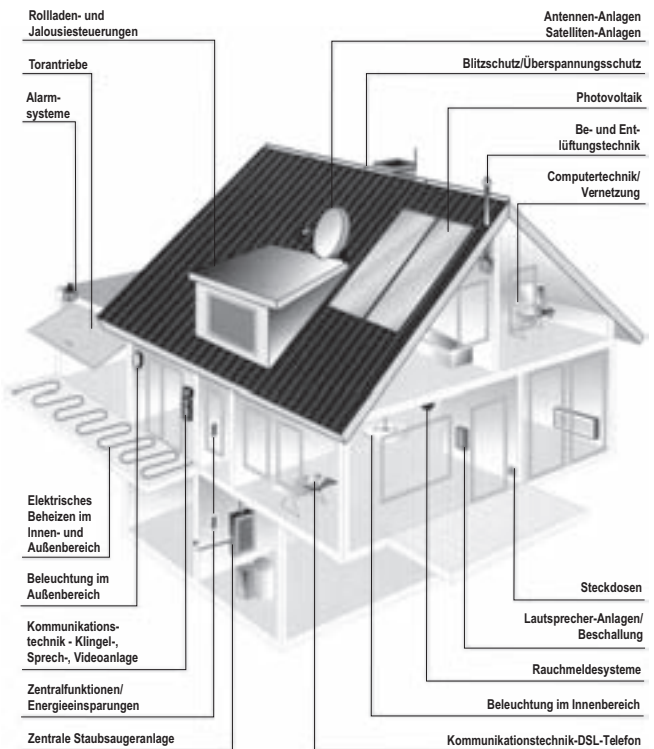 Rollladen- und
Jalousiesteuerungen
Torantriebe
Alarm-
systeme
Antennen-Anlagen
Satelliten-Anlagen
Blitzschutz/Überspannungsschutz
Photovoltaik
Be- und Ent-
lüftungstechnik
Computertechnik/
Vernetzung
Elektrisches
Beheizen im
Innen- und
Außenbereich
Beleuchtung im
Außenbereich
Kommunikations-
technik - Klingel-,
Sprech-, Videoanlage
Zentralfunktionen/
Energieeinsparungen
Zentrale Staubsaugeranlage
Steckdosen
Lautsprecher-Anlagen/
Beschallung
Rauchmeldesysteme
Beleuchtung im Innenbereich
Kommunikationstechnik-DSL-Telefon